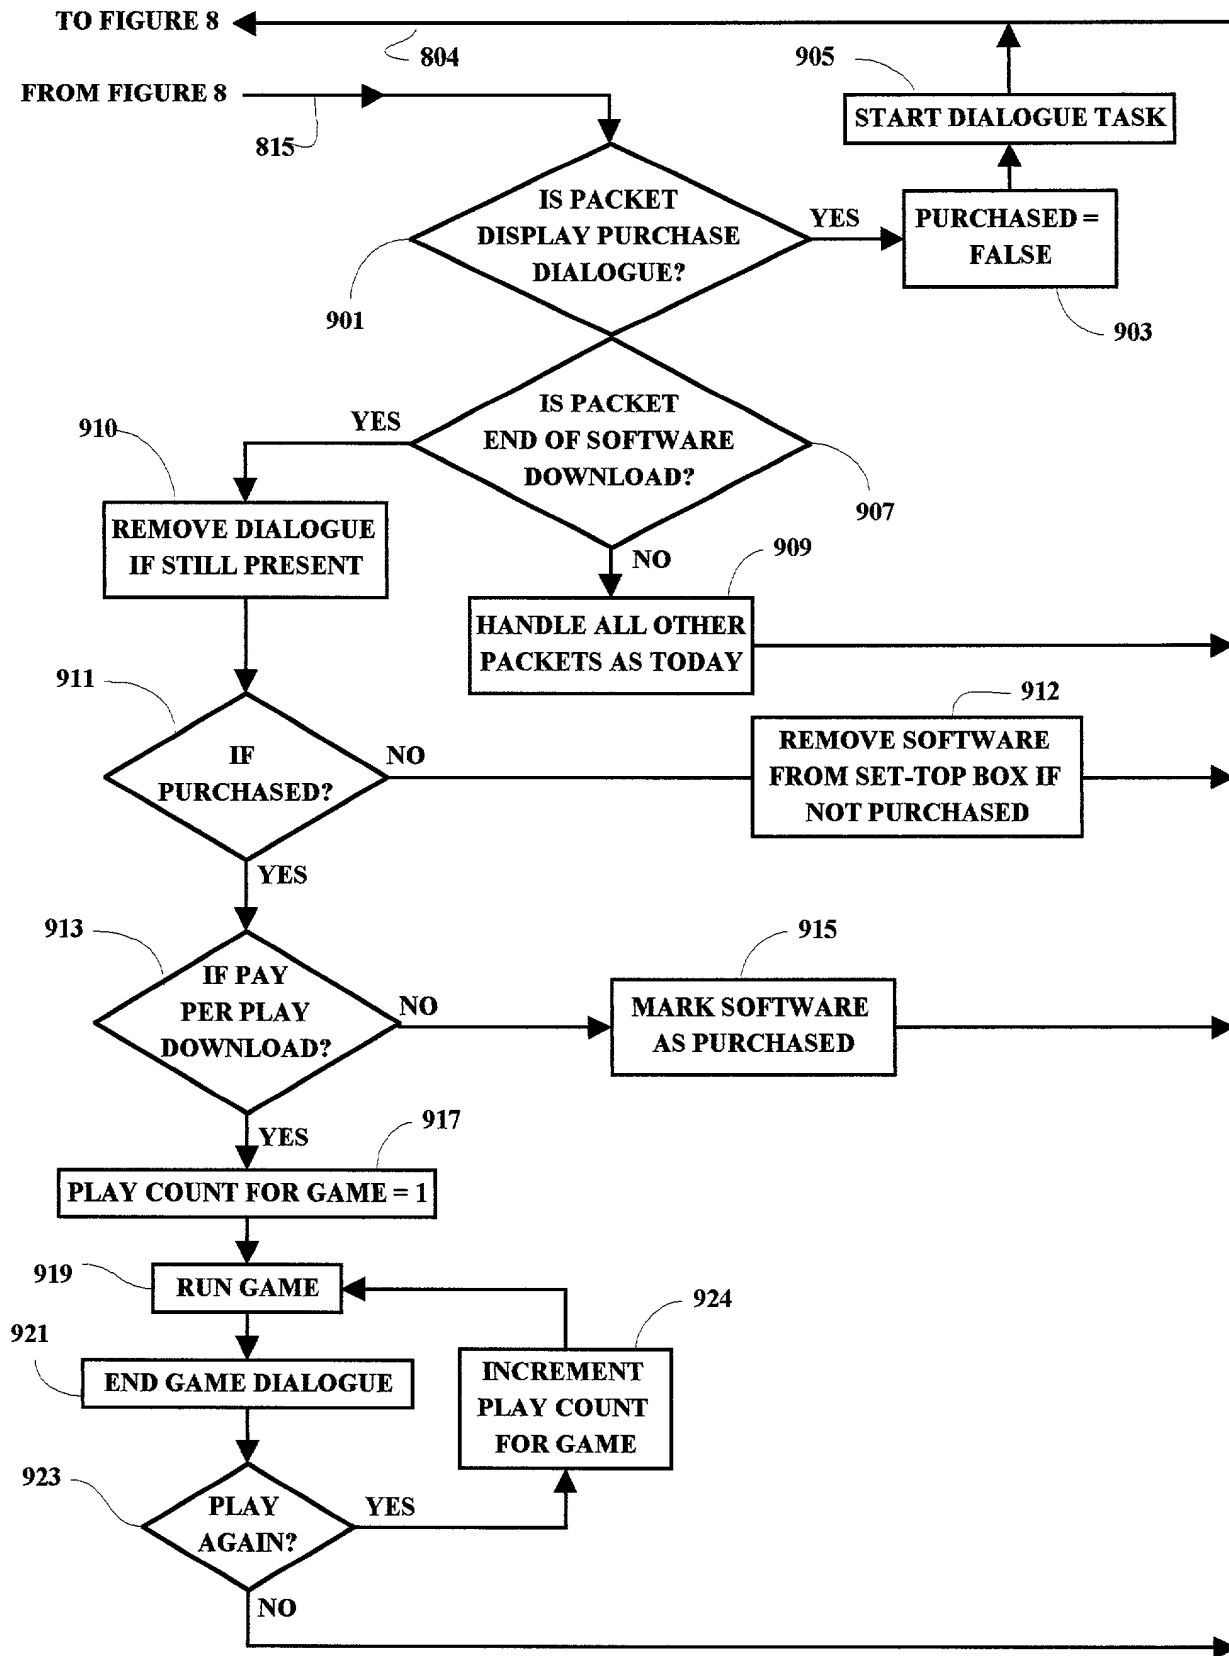 TO FIGURE 8
804
905
FROM FIGURE 8
815
START DIALOGUE TASK
IS PACKET
DISPLAY PURCHASE
DIALOGUE?
YES
PURCHASED =
FALSE
901
903
IS PACKET
END OF SOFTWARE
DOWNLOAD?
YES
910
907
REMOVE DIALOGUE
IF STILL PRESENT
NO
909
HANDLE ALL OTHER
PACKETS AS TODAY
911
IF
PURCHASED?
NO
912
REMOVE SOFTWARE
FROM SET-TOP BOX IF
NOT PURCHASED
YES
913
IF PAY
PER PLAY
DOWNLOAD?
NO
915
MARK SOFTWARE
AS PURCHASED
YES
917
PLAY COUNT FOR GAME = 1
919
RUN GAME
924
921
END GAME DIALOGUE
INCREMENT
PLAY COUNT
FOR GAME
923
PLAY
AGAIN?
YES
NO